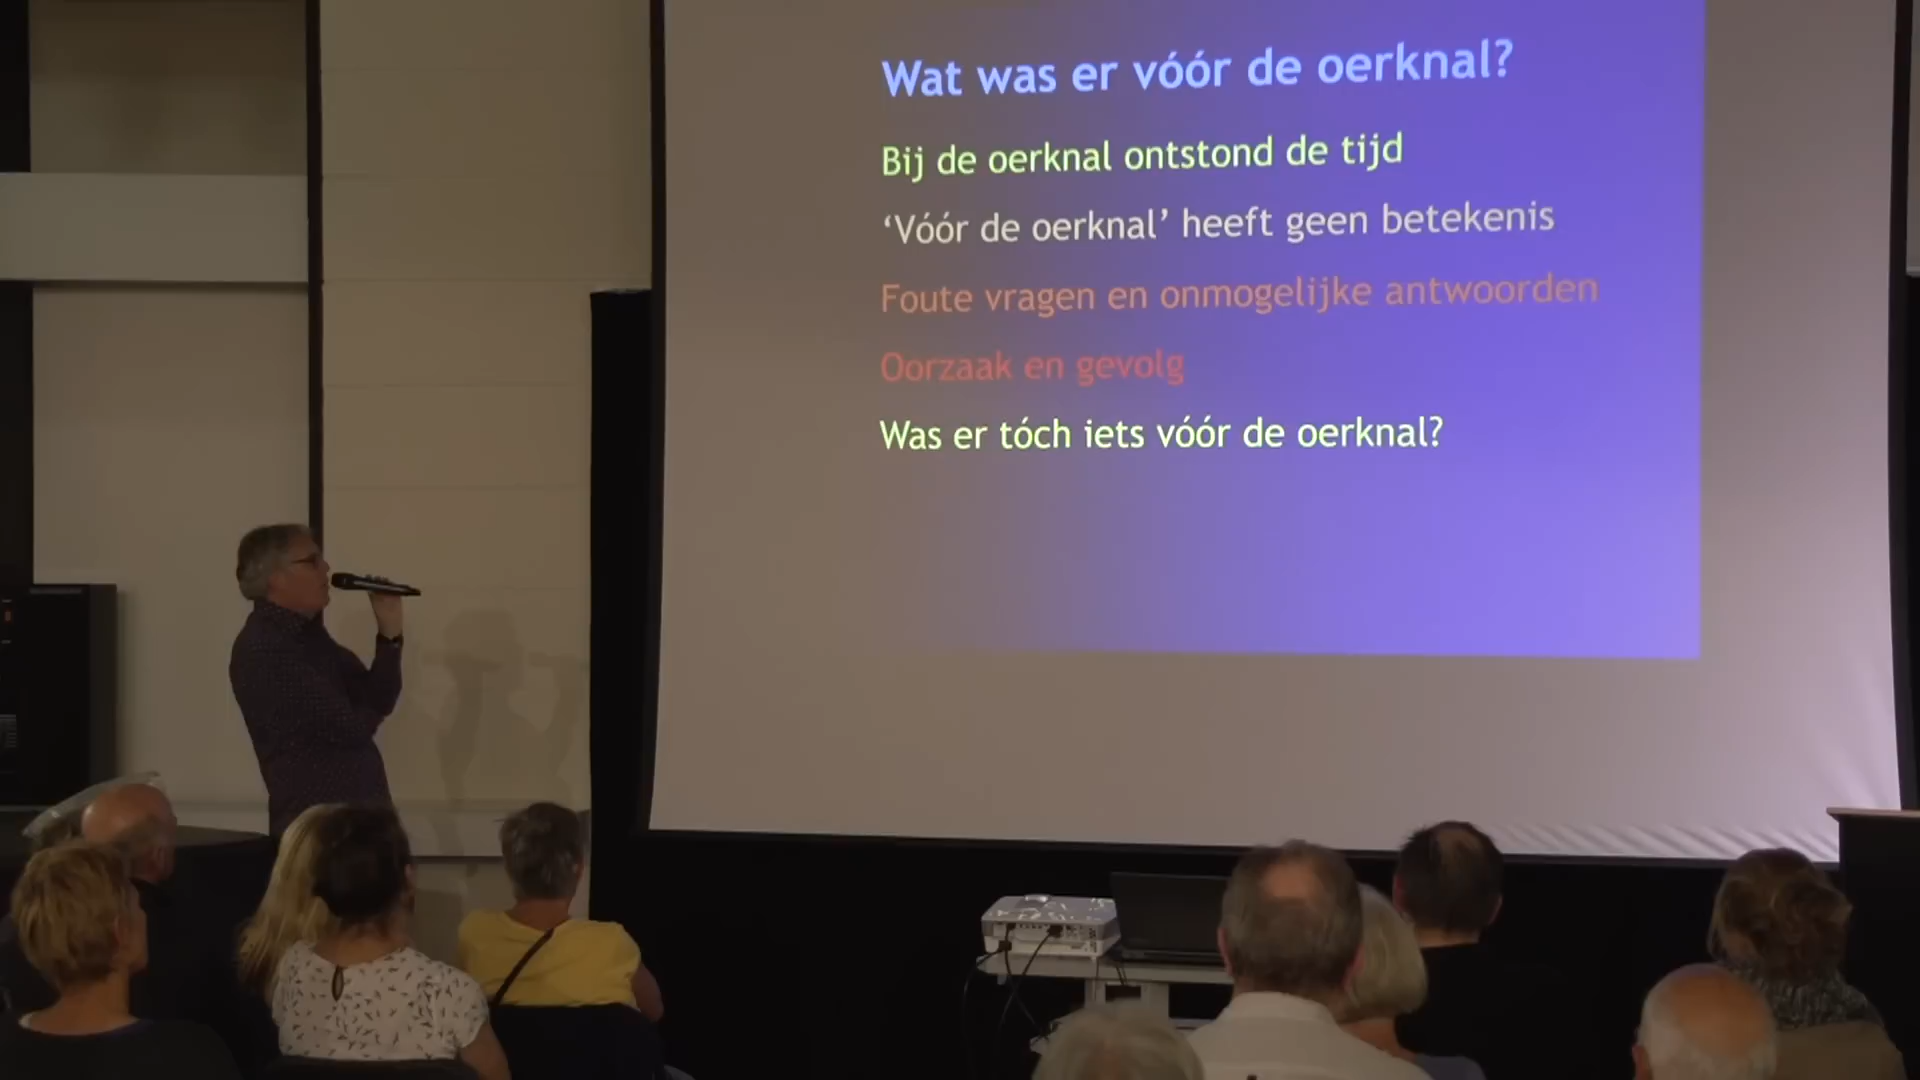 Wat was er vóór de oerknal?
Bij de oerknal ontstond de tijd
‘Vóór de oerknal’ heeft geen betekenis
Foute vragen en onmogelijke antwoorden
Oorzaak en gevolg
Was er tóch iets vóór de oerknal?